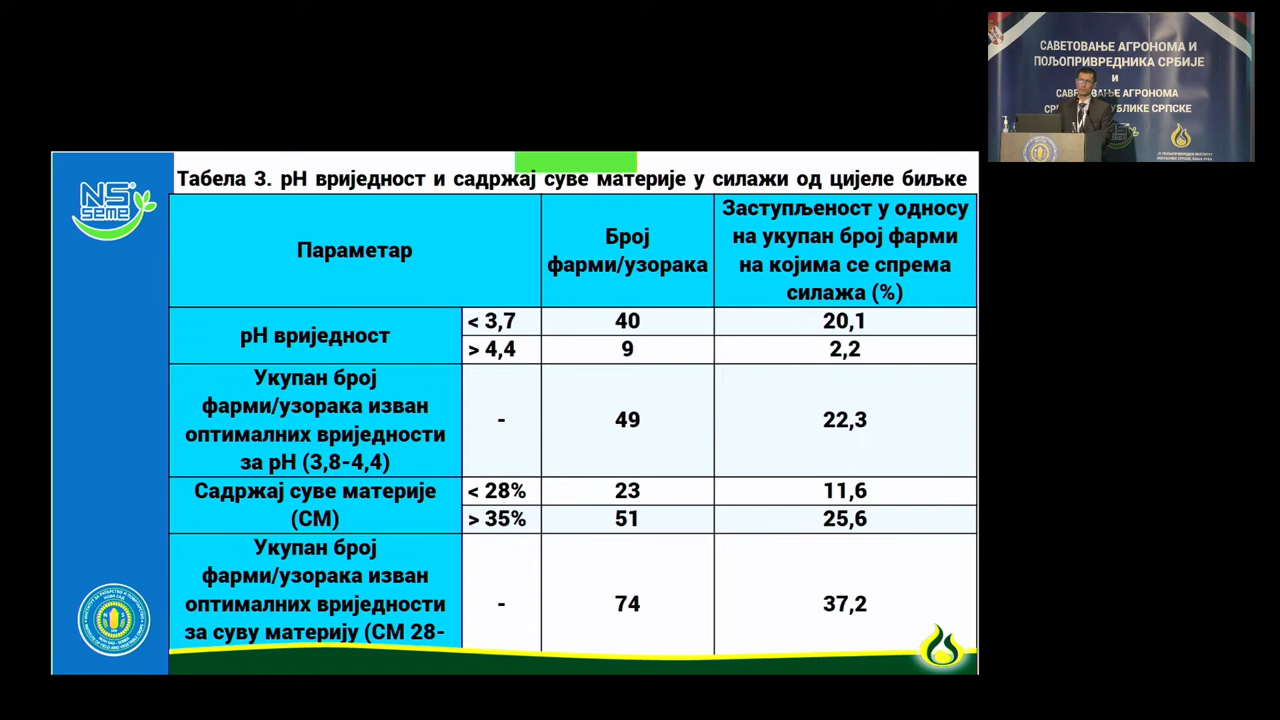 САВЕТОВАЊЕ АГРОНОМА И
ПОЉОПРИВРЕДНИКА СРБИЈЕ
И
САВЕТОВАЊЕ АГРОНОМА
NS
seme
Табела 3. pH вриједност и садржај суве материје у силажи од цијеле биљке
Параметар
Број
фарми/узорака
Заступљеност у односу
на укупан број фарми
на којима се спрема
силажа (%)
pH вриједност
< 3,7
40
20,1
> 4,4
9
2,2
Укупан број
фарми/узорака изван
оптималних вриједности
за pH (3,8-4,4)
-
49
22,3
Садржај суве материје
(СМ)
< 28%
23
11,6
> 35%
51
25,6
Укупан број
фарми/узорака изван
оптималних вриједности
за суву материју (СМ 28-
-
74
37,2